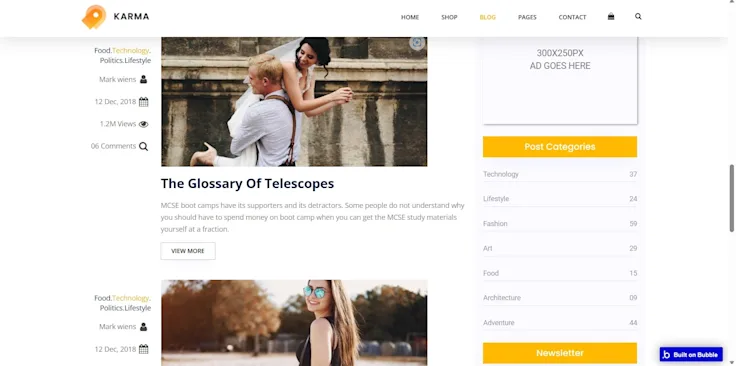 KARMA
HOME
SHOP
BLOG
PAGES
CONTACT
Food.Technology.
Politics.Lifestyle
Mark wiens
12 Dec, 2018
1.2M Views
06 Comments
The Glossary Of Telescopes
MCSE boot camps have its supporters and its detractors. Some people do not understand why
you should have to spend money on boot camp when you can get the MCSE study materials
yourself at a fraction.
VIEW MORE
Food.Technology.
Politics.Lifestyle
Mark wiens
12 Dec, 2018
300X250PX
AD GOES HERE
Post Categories
Technology 37
Lifestyle 24
Fashion 59
Art 29
Food 15
Architecture 09
Adventure 44
Newsletter
Built on Bubble